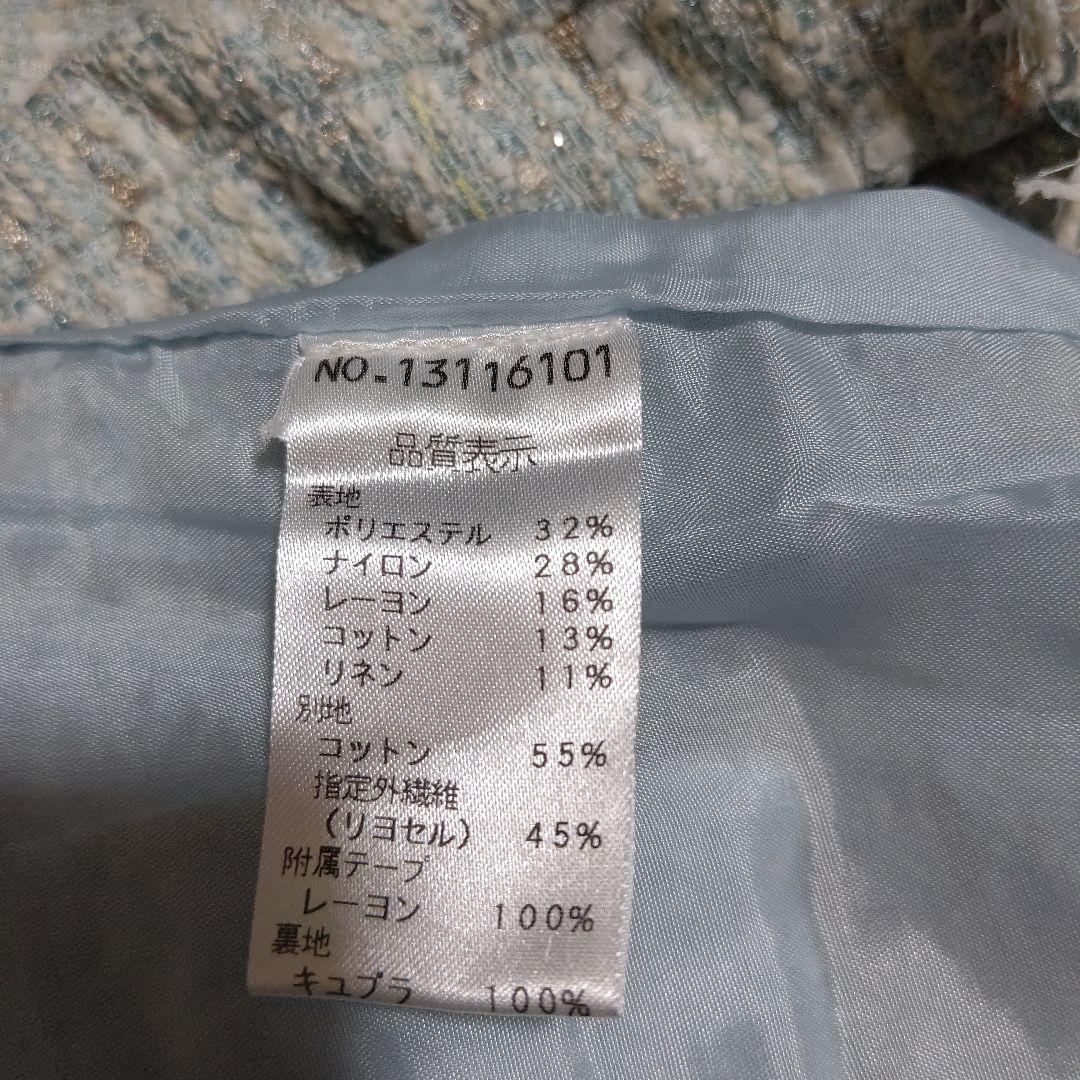 NO.13116101
品質表示
表地
ポリエステル 32%
ナイロン 28%
レーヨン 16%
コットン 13%
リネン 11%
別地
コットン 55%
指定外繊維
(リヨセル) 45%
附属テープ
レーヨン 100%
裏地
キュプラ 100%